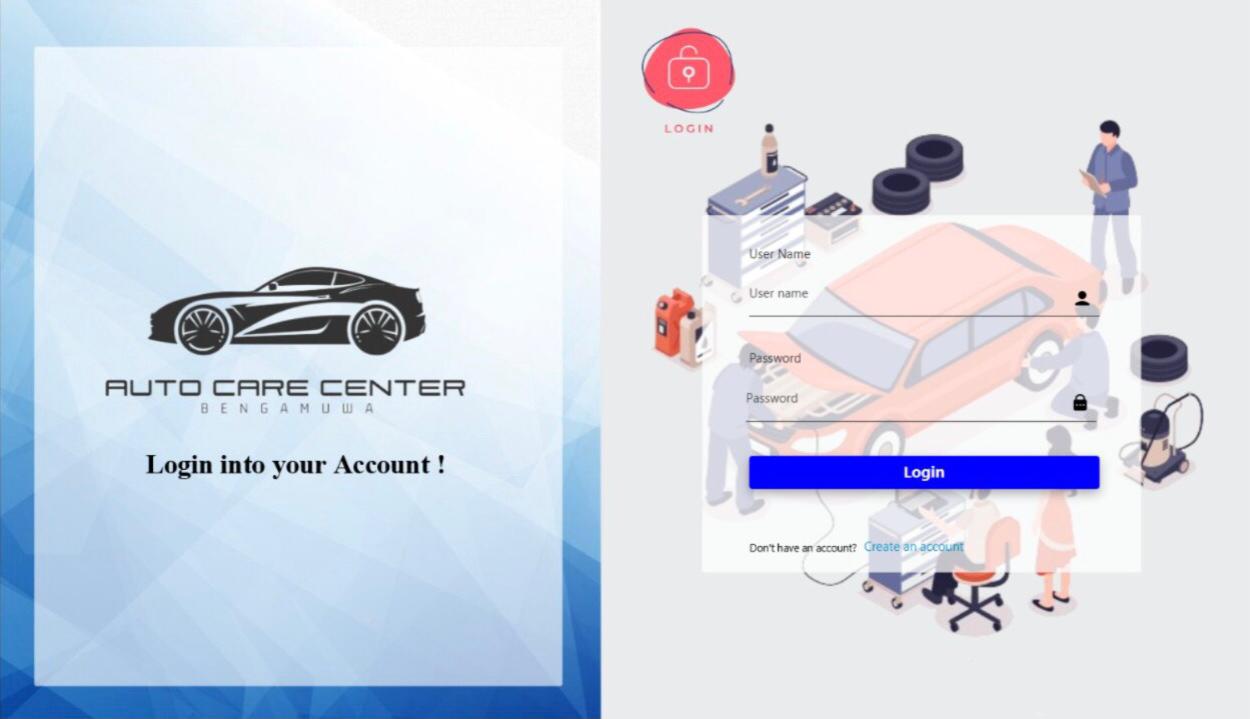 AUTO CARE CENTER
BENGAMUWA
Login into your Account !
LOGIN
User Name
User name
Password
Password
Login
Don't have an account? Create an account